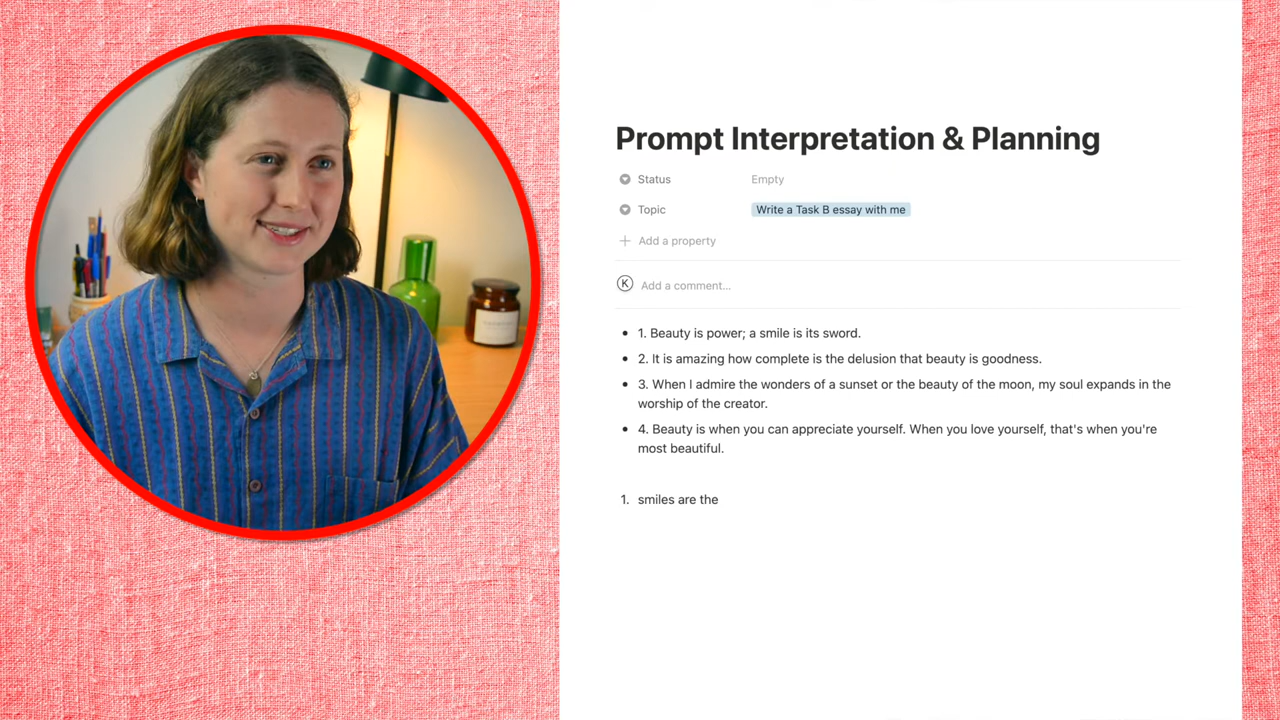 Prompt Interpretation & Planning
Status Empty
Topic Write a Task B essay with me
Add a property
K Add a comment...
• 1. Beauty is power; a smile is its sword.
• 2. It is amazing how complete is the delusion that beauty is goodness.
• 3. When I admire the wonders of a sunset or the beauty of the moon, my soul expands in the
worship of the creator.
• 4. Beauty is when you can appreciate yourself. When you love yourself, that's when you're
most beautiful.
1. smiles are the